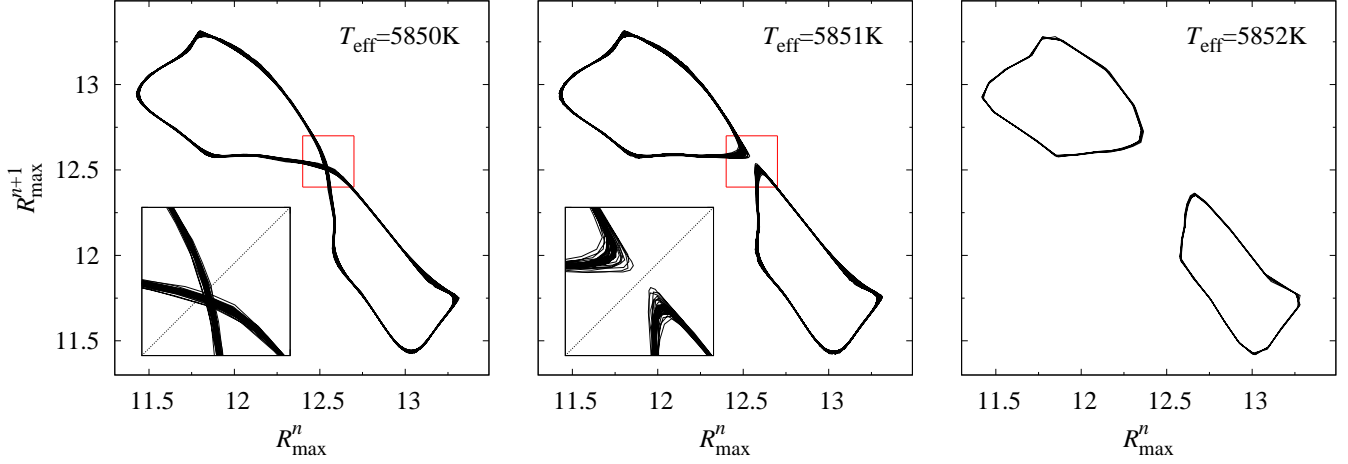 T_eff=5850K
T_eff=5851K
T_eff=5852K
R_max^n+1
13
12.5
12
11.5
11.5 12 12.5 13
11.5 12 12.5 13
11.5 12 12.5 13
R_max^n
R_max^n
R_max^n